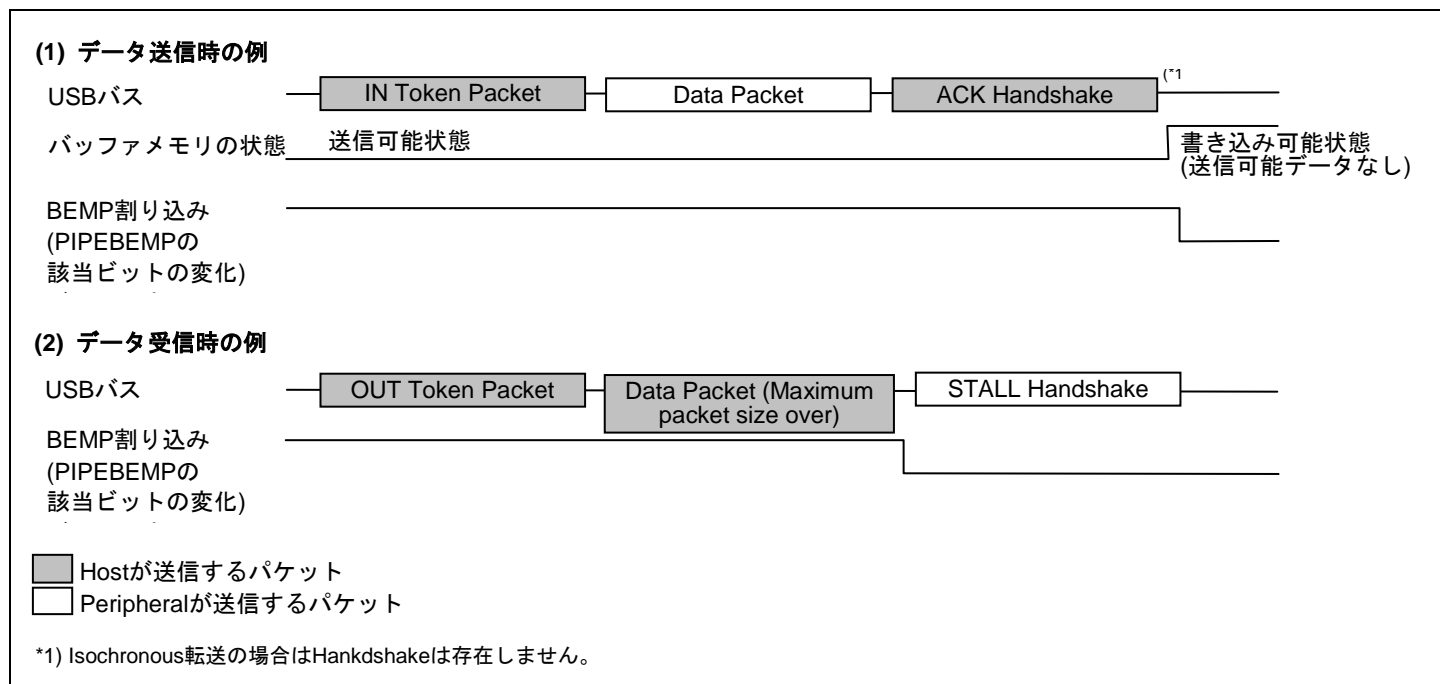 (1) データ送信時の例
USBバス
IN Token Packet
Data Packet
ACK Handshake
(*1
バッファメモリの状態
送信可能状態
書き込み可能状態
(送信可能データなし)
BEMP割り込み
(PIPEBEMPの
該当ビットの変化)
(2) データ受信時の例
USBバス
OUT Token Packet
Data Packet (Maximum
packet size over)
STALL Handshake
BEMP割り込み
(PIPEBEMPの
該当ビットの変化)
Hostが送信するパケット
Peripheralが送信するパケット
*1) Isochronous転送の場合はHankdshakeは存在しません。